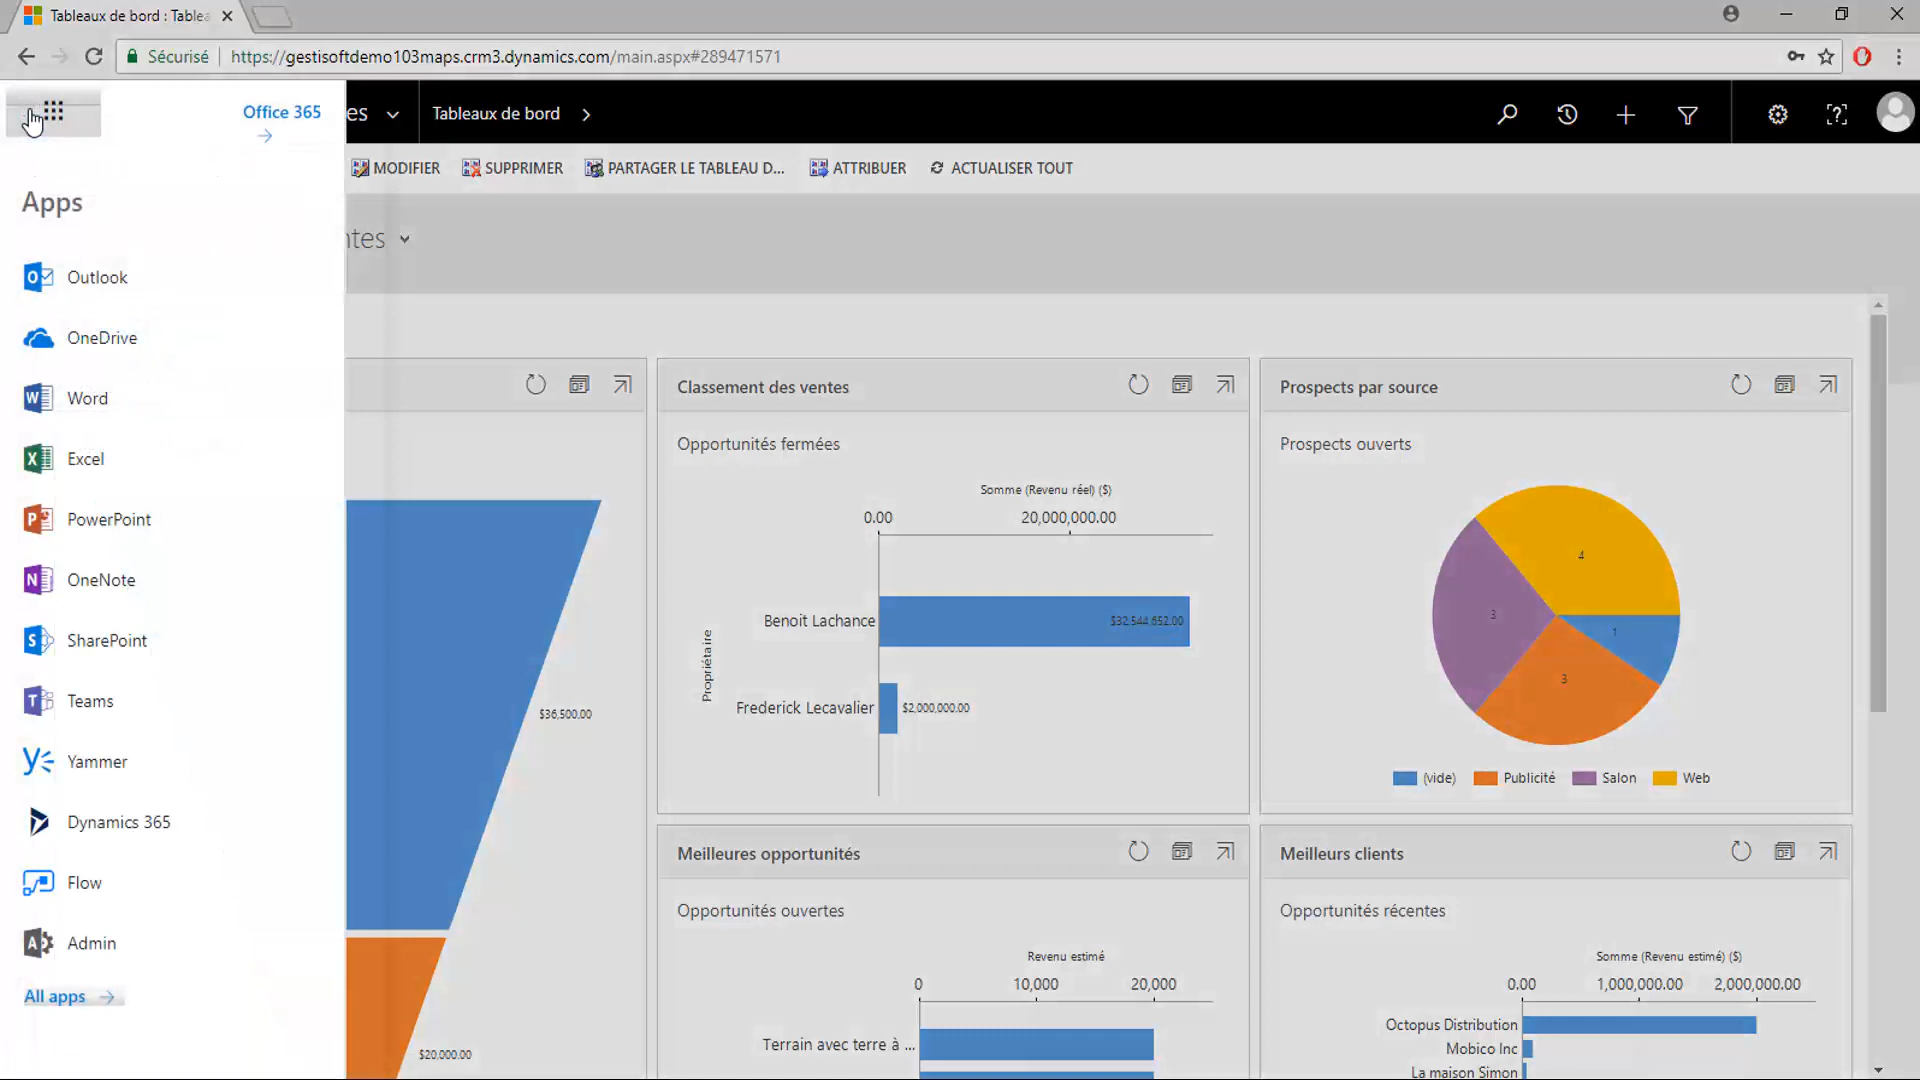 Tableaux de bord : Tablea
Sécurisé
https://gestisoftdemo103maps.crm3.dynamics.com/main.aspx#289471571
Office 365
es
Tableaux de bord
MODIFIER
SUPPRIMER
PARTAGER LE TABLEAU D...
ATTRIBUER
ACTUALISER TOUT
Apps
Outlook
OneDrive
Word
Excel
PowerPoint
OneNote
SharePoint
Teams
Yammer
Dynamics 365
Flow
Admin
All apps
ntes
$36,500.00
$20,000.00
Classement des ventes
Opportunités fermées
Somme (Revenu réel) ($)
0.00 20,000,000.00
Propriétaire
Benoit Lachance
$32,544,652.00
Frederick Lecavalier
$2,000,000.00
Prospects par source
Prospects ouverts
4
3
1
3
(vide) Publicité Salon Web
Meilleures opportunités
Opportunités ouvertes
Revenu estimé
0 10,000 20,000
Terrain avec terre à ...
Meilleurs clients
Opportunités récentes
Somme (Revenu estimé) ($)
0.00 1,000,000.00 2,000,000.00
Octopus Distribution
Mobico Inc
La maison Simon